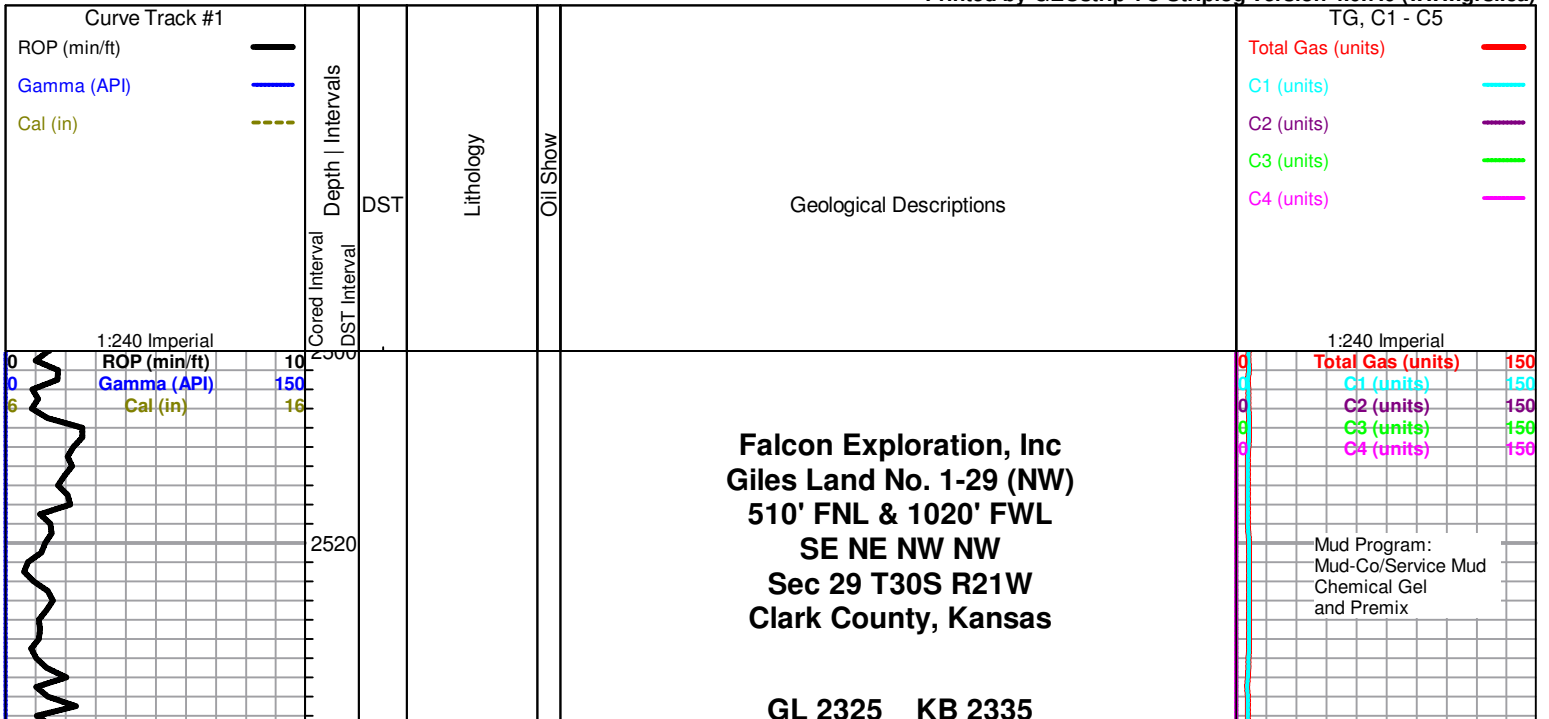 Curve Track #1
ROP (min/ft)
Gamma (API)
Cal (in)
1:240 Imperial
Depth | Intervals
Cored Interval
DST Interval
DST
Lithology
Oil Show
Geological Descriptions
TG, C1 - C5
Total Gas (units)
C1 (units)
C2 (units)
C3 (units)
C4 (units)
1:240 Imperial
0 ROP (min/ft) 10
0 Gamma (API) 150
6 Cal (in) 16
2500
2520
Falcon Exploration, Inc
Giles Land No. 1-29 (NW)
510' FNL & 1020' FWL
SE NE NW NW
Sec 29 T30S R21W
Clark County, Kansas
GL 2325 KB 2335
0 Total Gas (units) 150
0 C1 (units) 150
0 C2 (units) 150
0 C3 (units) 150
0 C4 (units) 150
Mud Program:
Mud-Co/Service Mud
Chemical Gel
and Premix